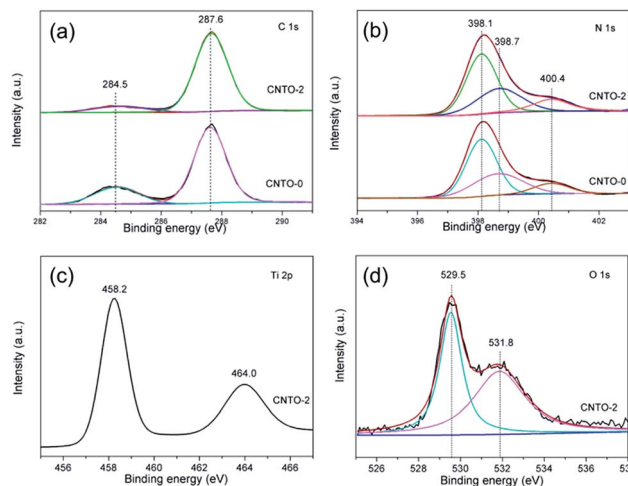 (a)
C 1s
287.6
284.5
CNTO-2
CNTO-0
Intensity (a.u.)
282 284 286 288 290
Binding energy (eV)
(b)
N 1s
398.1
398.7
400.4
CNTO-2
CNTO-0
Intensity (a.u.)
394 396 398 400 402
Binding energy (eV)
(c)
Ti 2p
458.2
464.0
CNTO-2
Intensity (a.u.)
456 458 460 462 464 466
Binding energy (eV)
(d)
O 1s
529.5
531.8
CNTO-2
Intensity (a.u.)
526 528 530 532 534 536 538
Binding energy (eV)